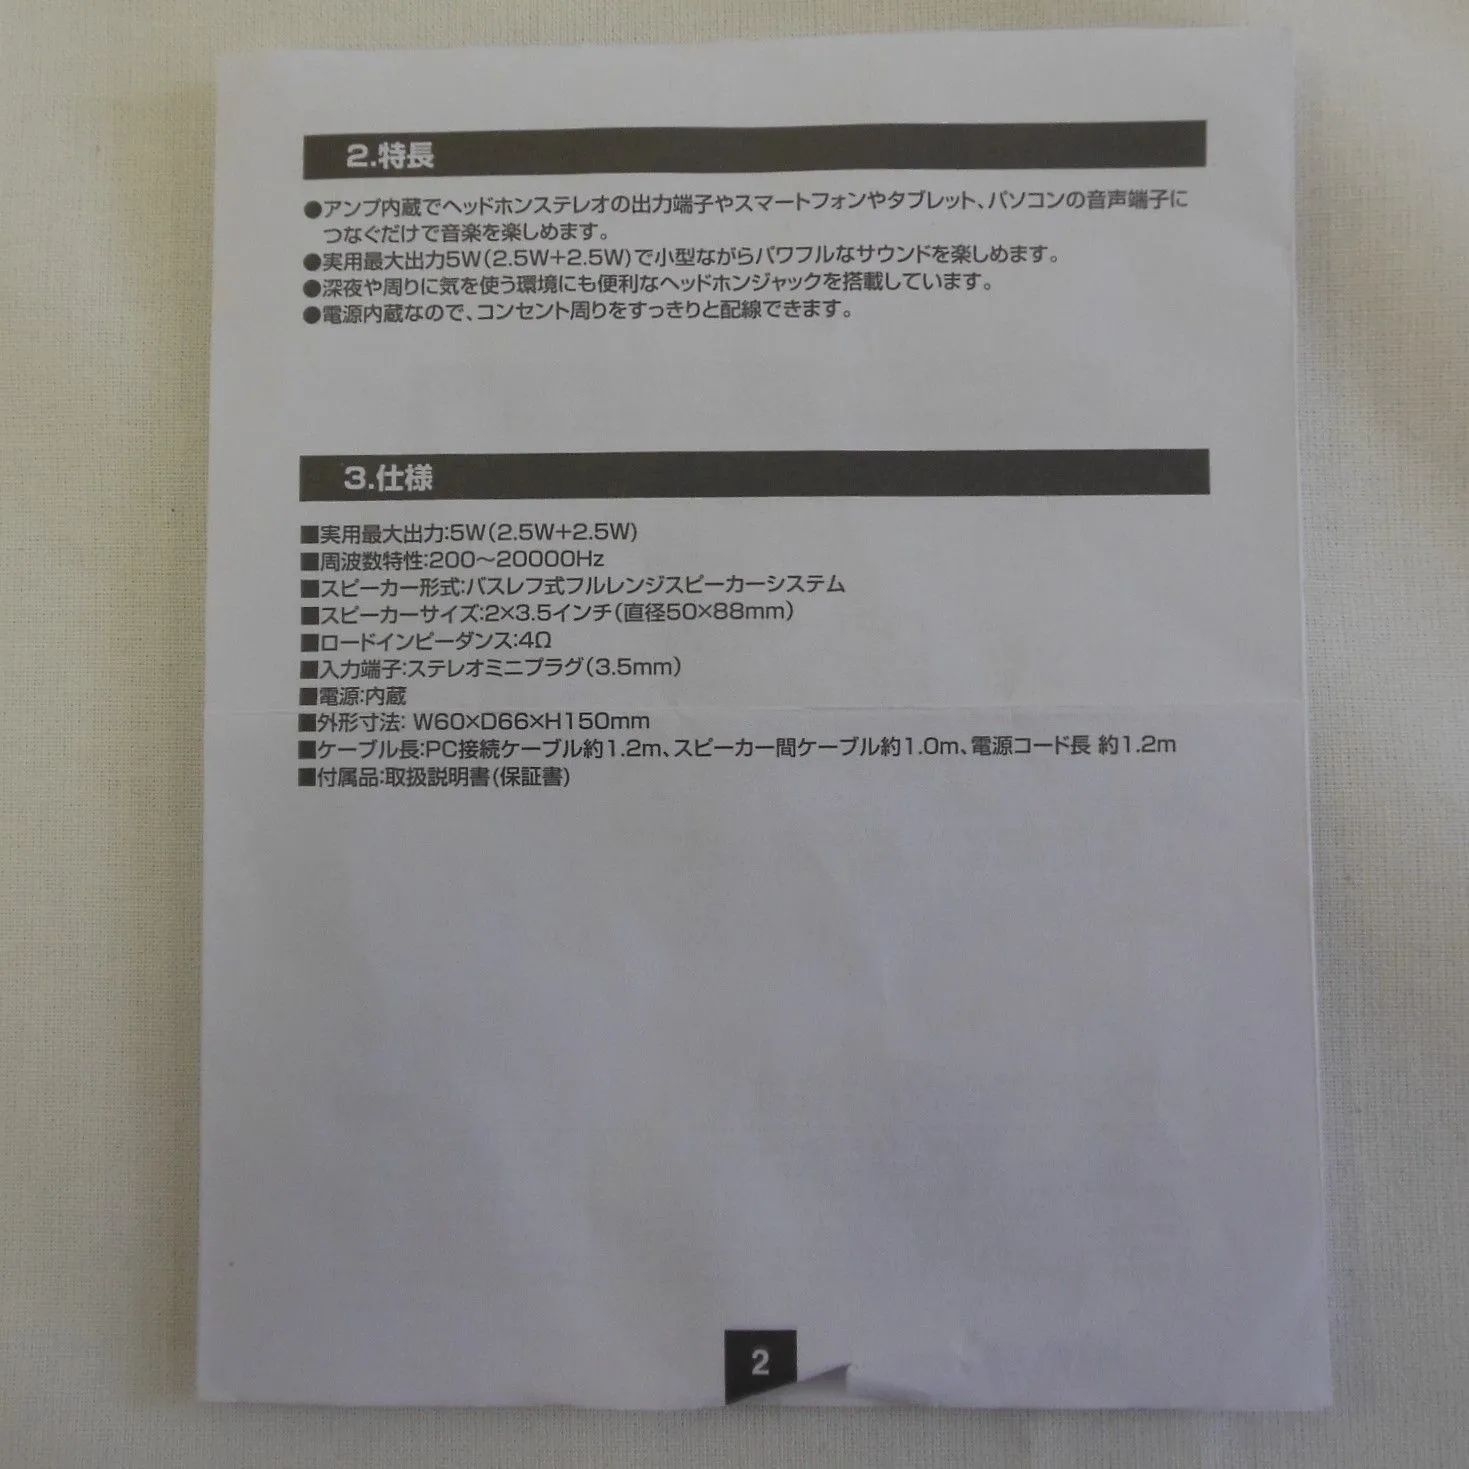 2.特長
●アンプ内蔵でヘッドホンステレオの出力端子やスマートフォンやタブレット、パソコンの音声端子に
つなぐだけで音楽を楽しめます。
●実用最大出力5W(2.5W+2.5W)で小型ながらパワフルなサウンドを楽しめます。
●深夜や周りに気を使う環境にも便利なヘッドホンジャックを搭載しています。
●電源内蔵なので、コンセント周りをすっきりと配線できます。
3.仕様
■実用最大出力:5W(2.5W+2.5W)
■周波数特性:200～20000Hz
■スピーカー形式:バスレフ式フルレンジスピーカーシステム
■スピーカーサイズ:2×3.5インチ(直径50×88mm)
■ロードインピーダンス:4Ω
■入力端子:ステレオミニプラグ(3.5mm)
■電源:内蔵
■外形寸法: W60×D66×H150mm
■ケーブル長:PC接続ケーブル約1.2m、スピーカー間ケーブル約1.0m、電源コード長 約1.2m
■付属品:取扱説明書(保証書)
2